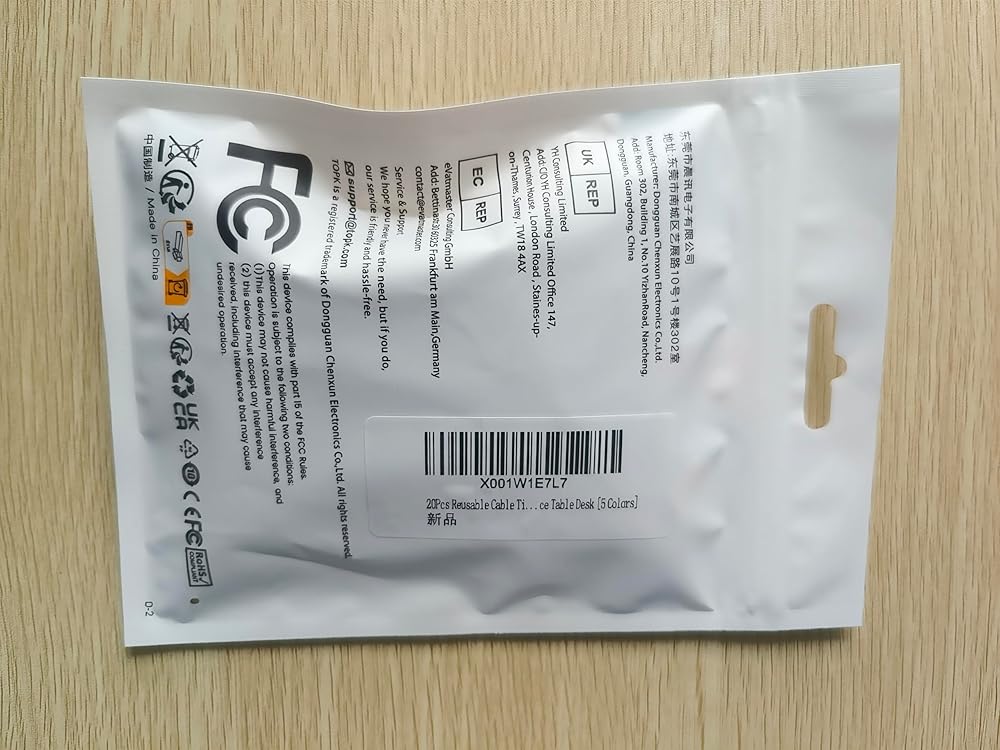 东莞市晨讯电子有限公司
地址:东莞市南城区艺展路10号1号楼302室
Manufacturer: Dongguan Chenxun Electronics Co.,Ltd.
Add: Room 302, Building 1, No.10 YizhanRoad, Nancheng,
Dongguan, Guangdong, China
UK REP
YH Consulting Limited
Add: C/O YH Consulting Limited Office 147,
Centurion House, London Road, Staines-up-
on-Thames, Surrey, TW18 4AX
EC REP
eVatmaster Consulting GmbH
Add: Bettinastr.30 60325 Frankfurt am Main,Germany
contact@evatmaster.com
Service & Support
We hope you never have the need, but if you do,
our service is friendly and hassle-free.
support@topk.com
TOPK is a registered trademark of Dongguan Chenxun Electronics Co.,Ltd. All rights reserved.
FC
This device complies with part 15 of the FCC Rules.
Operation is subject to the following two conditions:
(1)This device may not cause harmful interference, and
(2) this device must accept any interference
received, including interference that may cause
undesired operation.
UK
CA
10
CE
FC
RoHS
COMPLIANT
中国制造 / Made in China
D-2
X001W1E7L7
20Pcs Reusable Cable Ti...ce Table Desk [5 Colors]
新品